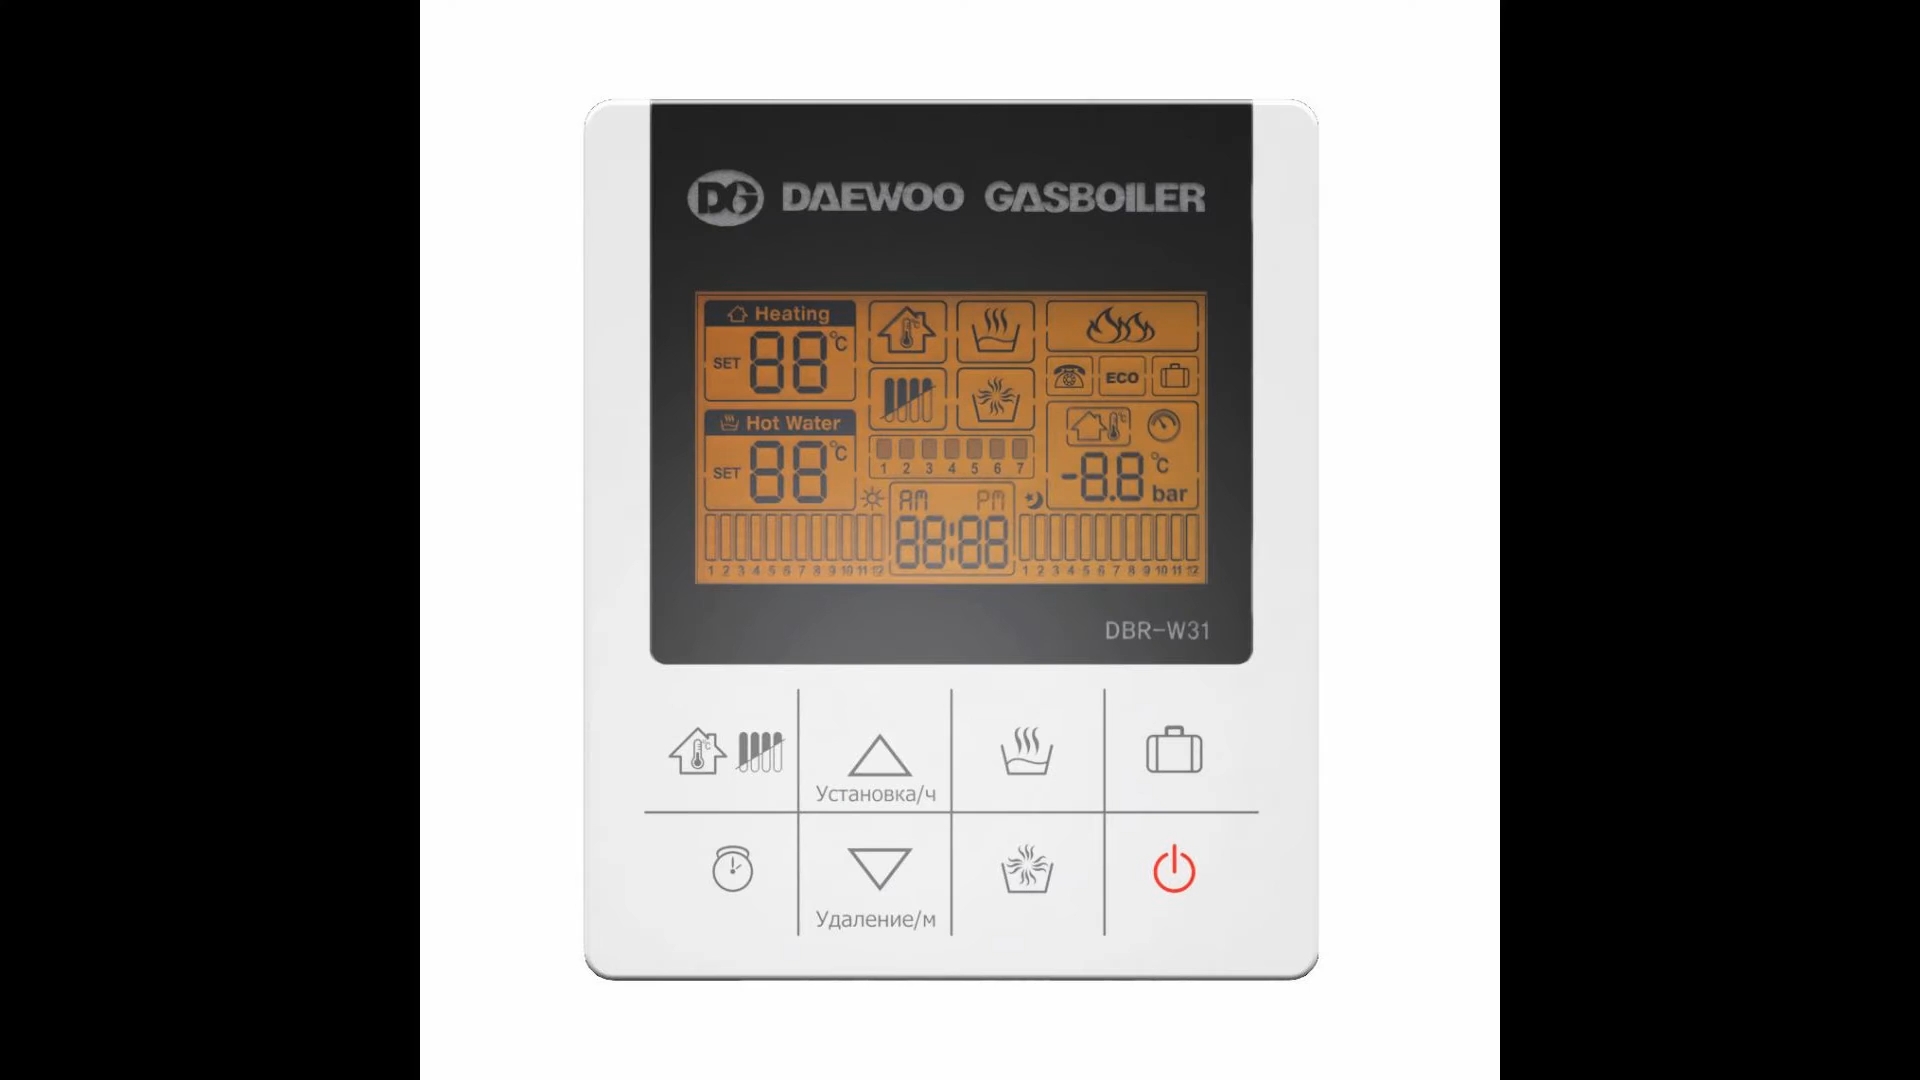 DG DAEWOO GASBOILER
Heating
SET 88°C
Hot Water
SET 88°C
°C
ECO
1 2 3 4 5 6 7
°C
-8.8 °C
bar
AM PM
88:88
1 2 3 4 5 6 7 8 9 10 11 12
1 2 3 4 5 6 7 8 9 10 11 12
DBR-W31
°C
Установка/ч
Удаление/м